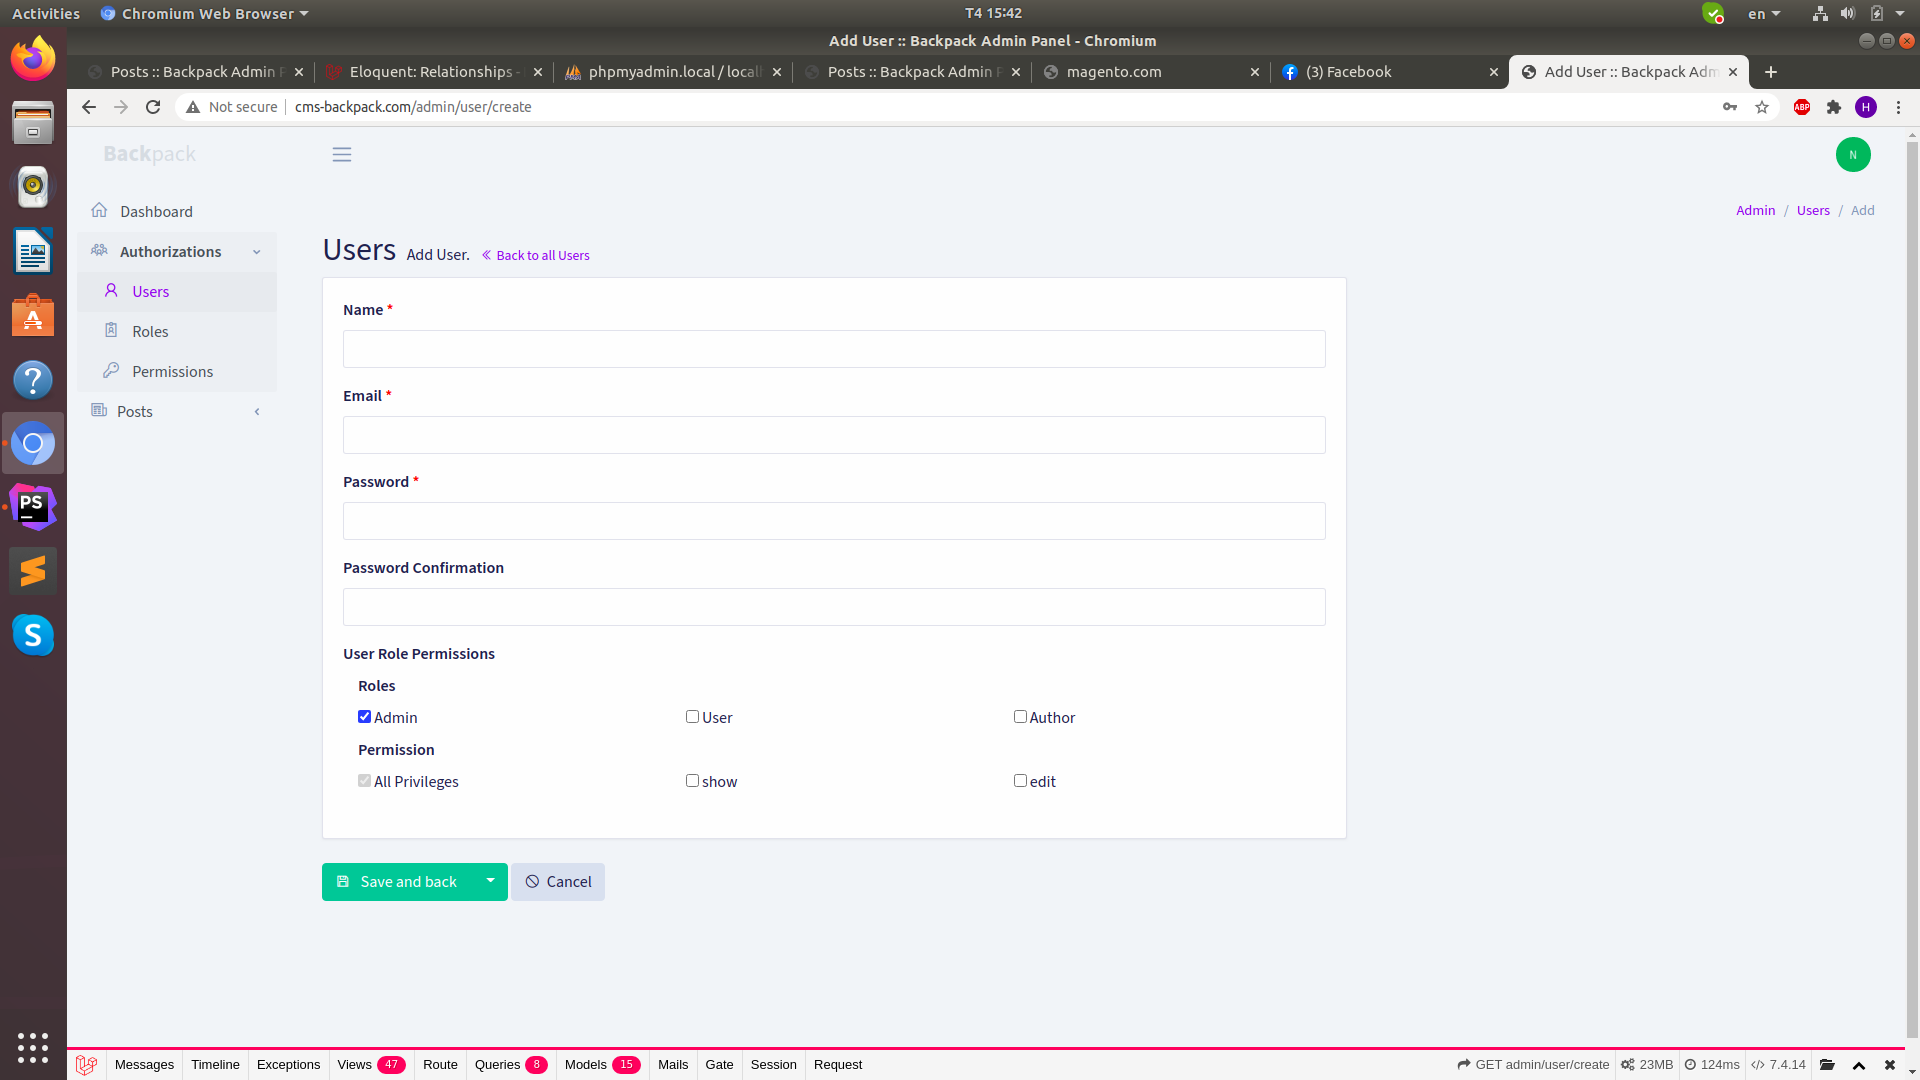 Activities
Chromium Web Browser
T4 15:42
en
Add User :: Backpack Admin Panel - Chromium
Posts :: Backpack Admin P
Eloquent: Relationships -
phpmyadmin.local / local
Posts :: Backpack Admin P
magento.com
(3) Facebook
Add User :: Backpack Adm
Not secure
cms-backpack.com/admin/user/create
ABP
H
Backpack
N
Dashboard
Authorizations
Users
Roles
Permissions
Posts
Admin / Users / Add
Users Add User. Back to all Users
Name *
Email *
Password *
Password Confirmation
User Role Permissions
Roles
Admin
User
Author
Permission
All Privileges
show
edit
Save and back
Cancel
PS
S
Messages
Timeline
Exceptions
Views 47
Route
Queries 8
Models 15
Mails
Gate
Session
Request
GET admin/user/create
23MB
124ms
7.4.14